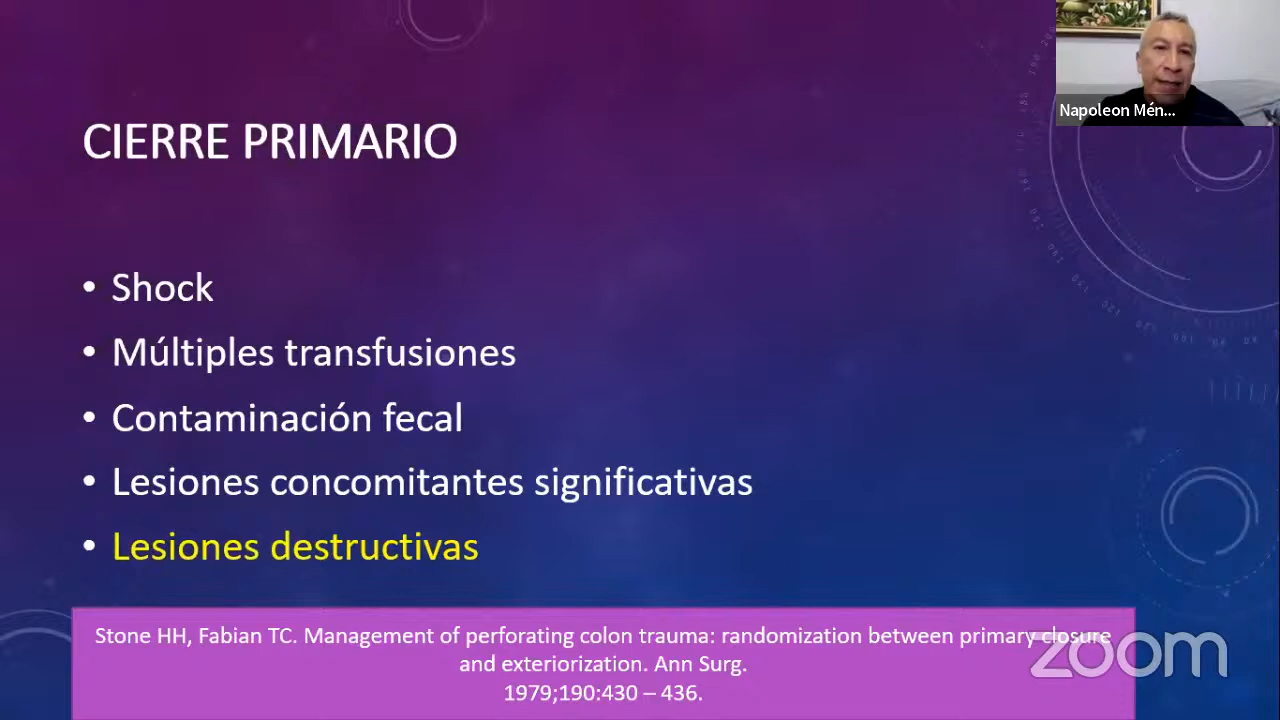 Napoleon Mén...
CIERRE PRIMARIO
• Shock
• Múltiples transfusiones
• Contaminación fecal
• Lesiones concomitantes significativas
• Lesiones destructivas
Stone HH, Fabian TC. Management of perforating colon trauma: randomization between primary closure
and exteriorization. Ann Surg.
1979;190:430 – 436.
zoom